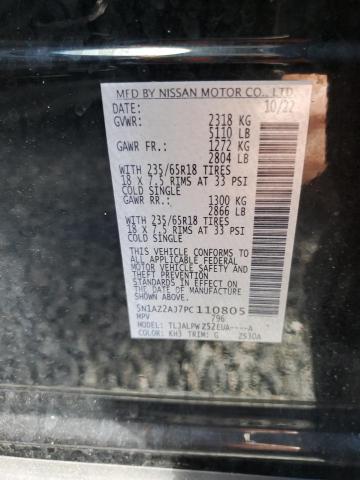 MFD BY NISSAN MOTOR CO., LTD.
DATE: 10/22
GVWR: 2318 KG
5110 LB
GAWR FR.: 1272 KG
2804 LB
WITH 235/65R18 TIRES
18 X 7.5 RIMS AT 33 PSI
COLD SINGLE
GAWR RR.: 1300 KG
2866 LB
WITH 235/65R18 TIRES
18 X 7.5 RIMS AT 33 PSI
COLD SINGLE
THIS VEHICLE CONFORMS TO ALL
APPLICABLE FEDERAL
MOTOR VEHICLE SAFETY AND
THEFT PREVENTION
STANDARDS IN EFFECT ON THE
DATE OF MANUFACTURE
SHOWN ABOVE.
5N1AZ2AJ7PC110805
MPV 796
MODEL: TLJALPWZ52EUA----A
COLOR: KH3 TRIM: G Z530A